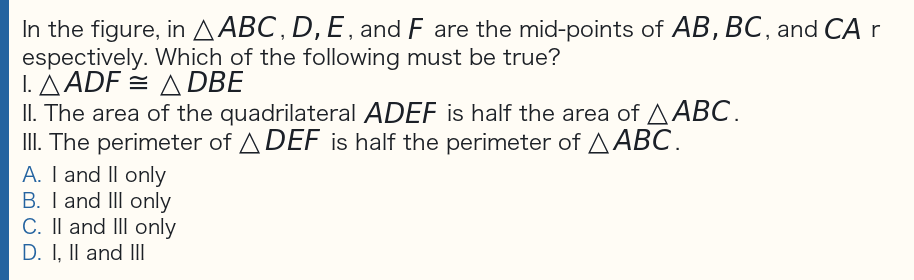 In the figure, in △ABC, D, E, and F are the mid-points of AB, BC, and CA r
espectively. Which of the following must be true?
I. △ADF ≅ △DBE
II. The area of the quadrilateral ADEF is half the area of △ABC.
III. The perimeter of △DEF is half the perimeter of △ABC.
A. I and II only
B. I and III only
C. II and III only
D. I, II and III